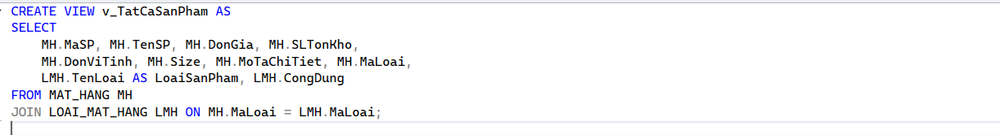 CREATE VIEW v_TatCaSanPham AS
SELECT
    MH.MaSP, MH.TenSP, MH.DonGia, MH.SLTonKho,
    MH.DonViTinh, MH.Size, MH.MoTaChiTiet, MH.MaLoai,
    LMH.TenLoai AS LoaiSanPham, LMH.CongDung
FROM MAT_HANG MH
JOIN LOAI_MAT_HANG LMH ON MH.MaLoai = LMH.MaLoai;